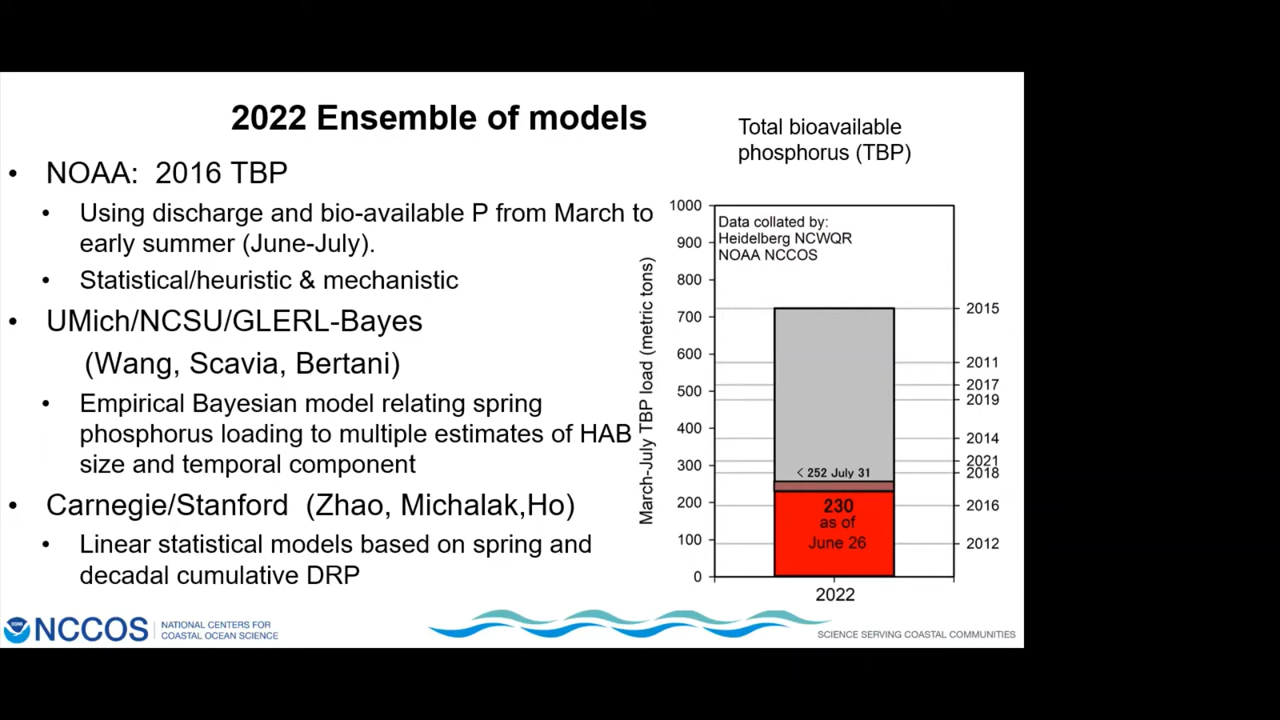 2022 Ensemble of models
• NOAA: 2016 TBP
• Using discharge and bio-available P from March to
early summer (June-July).
• Statistical/heuristic & mechanistic
• UMich/NCSU/GLERL-Bayes
(Wang, Scavia, Bertani)
• Empirical Bayesian model relating spring
phosphorus loading to multiple estimates of HAB
size and temporal component
• Carnegie/Stanford (Zhao, Michalak,Ho)
• Linear statistical models based on spring and
decadal cumulative DRP
Total bioavailable
phosphorus (TBP)
March-July TBP load (metric tons)
1000
900
800
700
600
500
400
300
200
100
0
Data collated by:
Heidelberg NCWQR
NOAA NCCOS
< 252 July 31
230
as of
June 26
2015
2011
2017
2019
2014
2021
2018
2016
2012
2022
NOAA
NCCOS
NATIONAL CENTERS FOR
COASTAL OCEAN SCIENCE
SCIENCE SERVING COASTAL COMMUNITIES